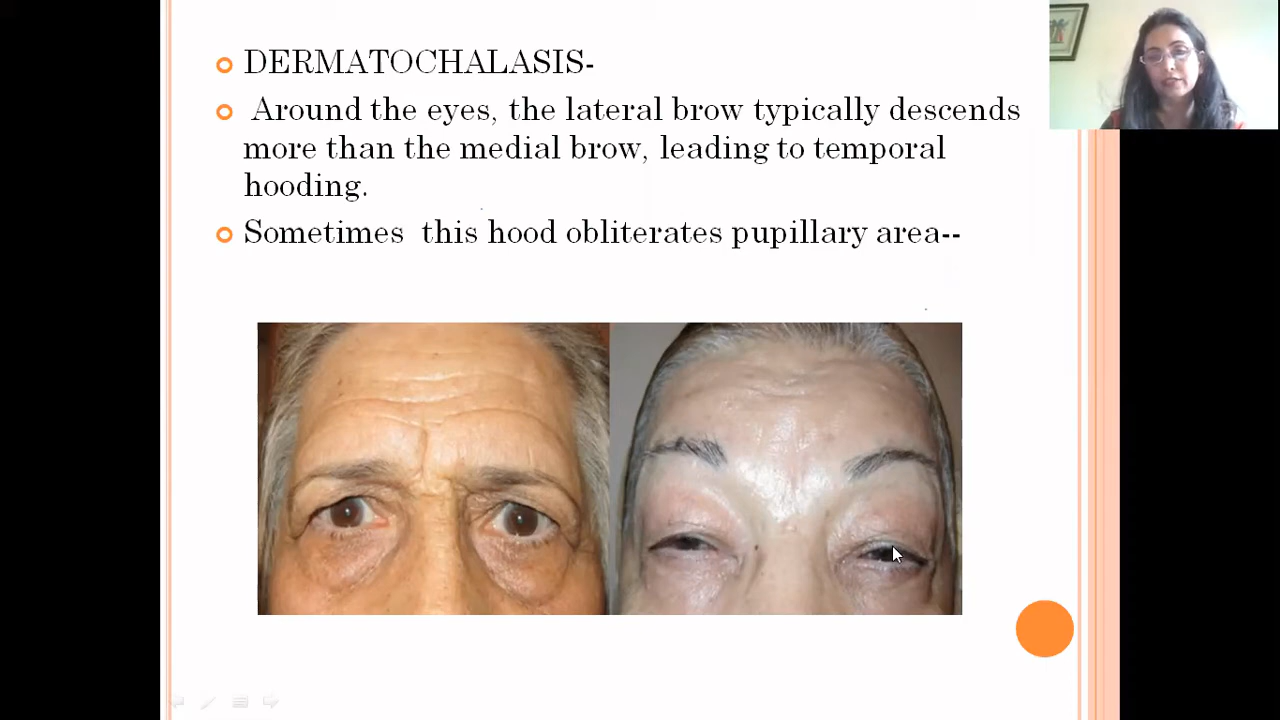 DERMATOCHALASIS-
Around the eyes, the lateral brow typically descends
more than the medial brow, leading to temporal
hooding.
Sometimes  this hood obliterates pupillary area--